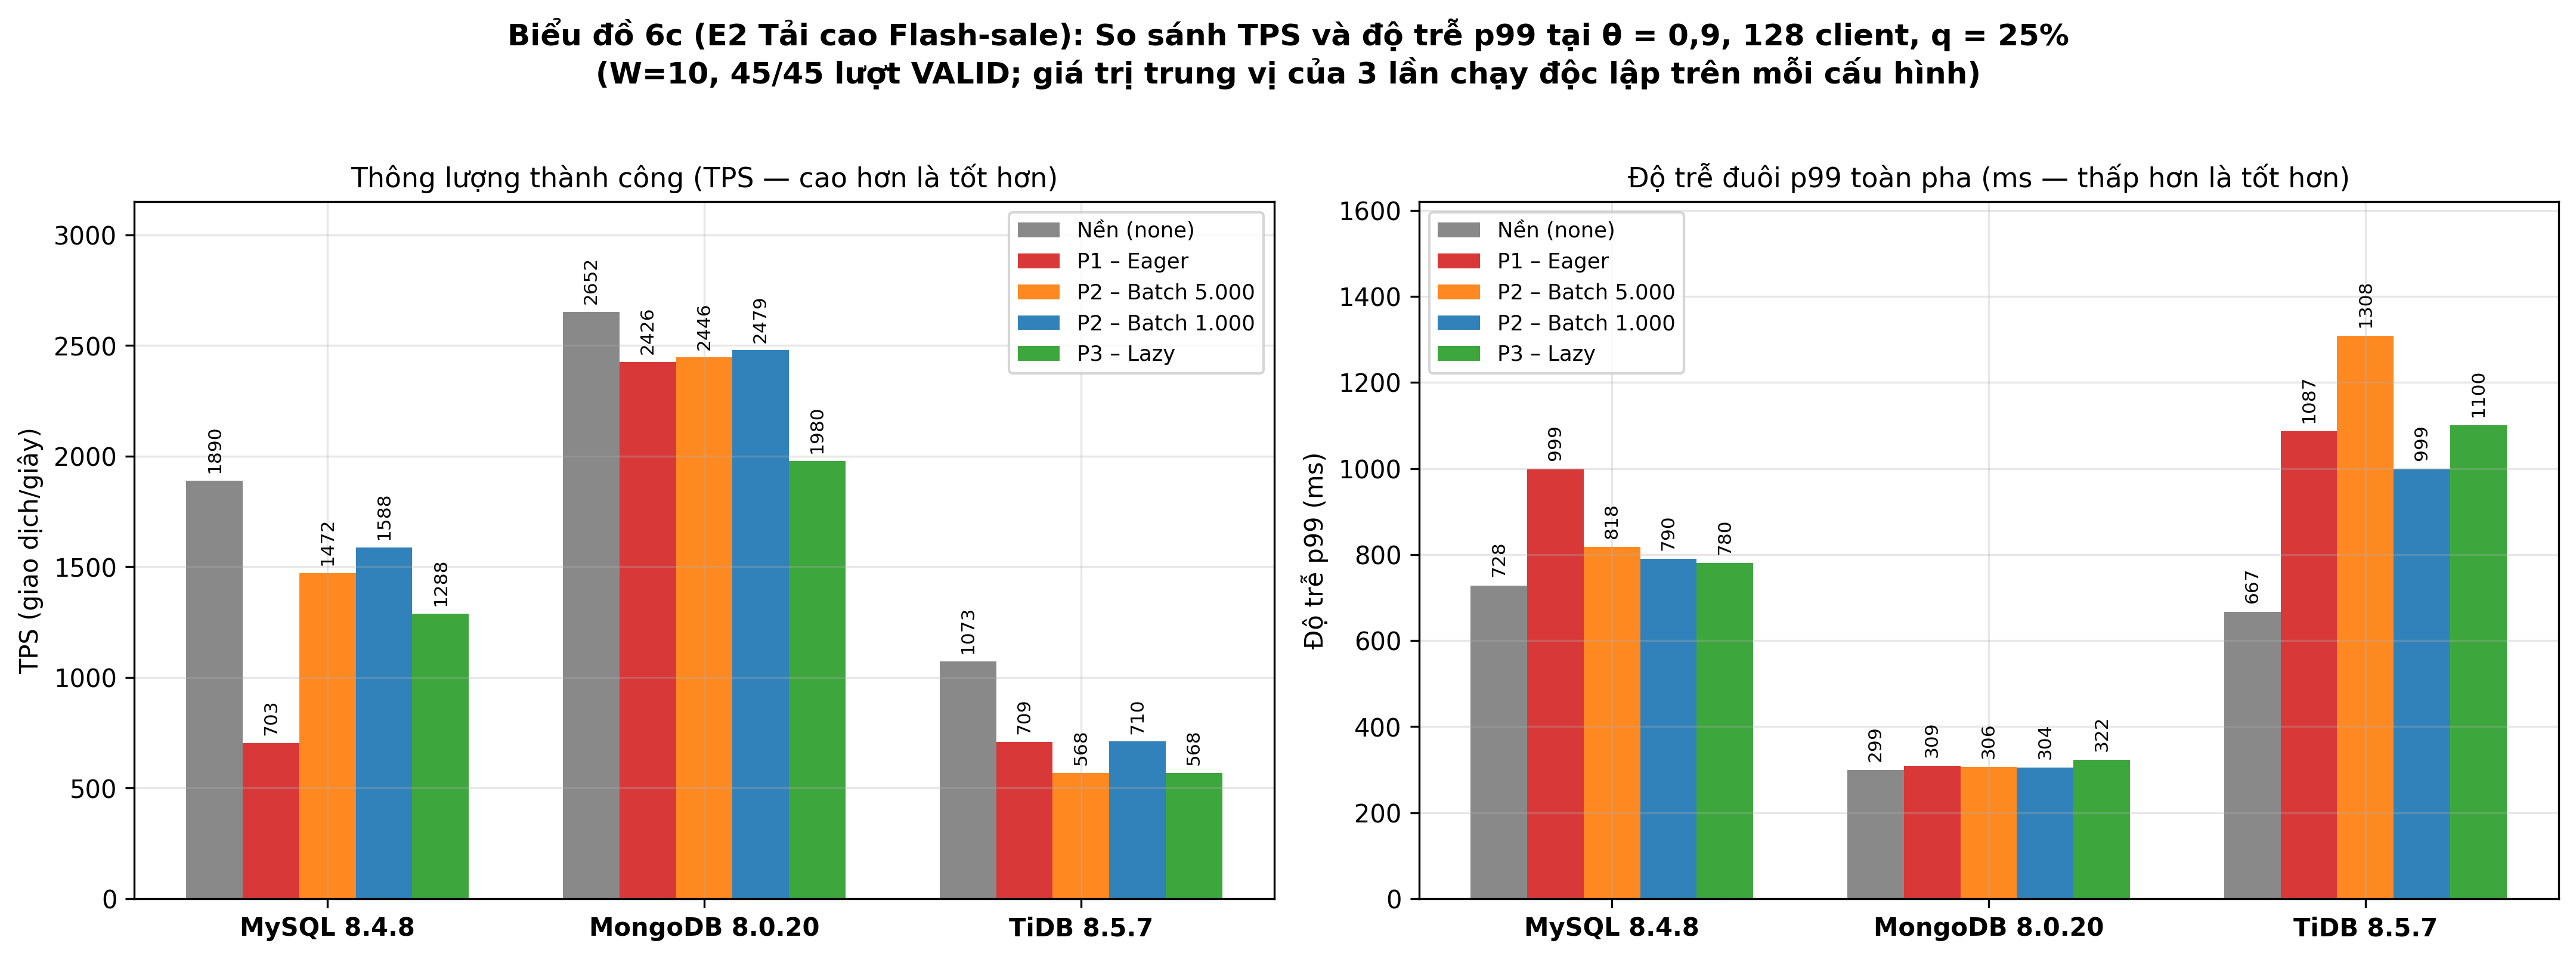 Biểu đồ 6c (E2 Tải cao Flash-sale): So sánh TPS và độ trễ p99 tại θ = 0,9, 128 client, q = 25%
(W=10, 45/45 lượt VALID; giá trị trung vị của 3 lần chạy độc lập trên mỗi cấu hình)
Thông lượng thành công (TPS — cao hơn là tốt hơn)
TPS (giao dịch/giây)
3000
2500
2000
1500
1000
500
0
Nền (none)
P1 – Eager
P2 – Batch 5.000
P2 – Batch 1.000
P3 – Lazy
1890
703
1472
1588
1288
2652
2426
2446
2479
1980
1073
709
568
710
568
MySQL 8.4.8
MongoDB 8.0.20
TiDB 8.5.7
Độ trễ đuôi p99 toàn pha (ms — thấp hơn là tốt hơn)
Độ trễ p99 (ms)
1600
1400
1200
1000
800
600
400
200
0
Nền (none)
P1 – Eager
P2 – Batch 5.000
P2 – Batch 1.000
P3 – Lazy
728
999
818
790
780
299
309
306
304
322
667
1087
1308
999
1100
MySQL 8.4.8
MongoDB 8.0.20
TiDB 8.5.7